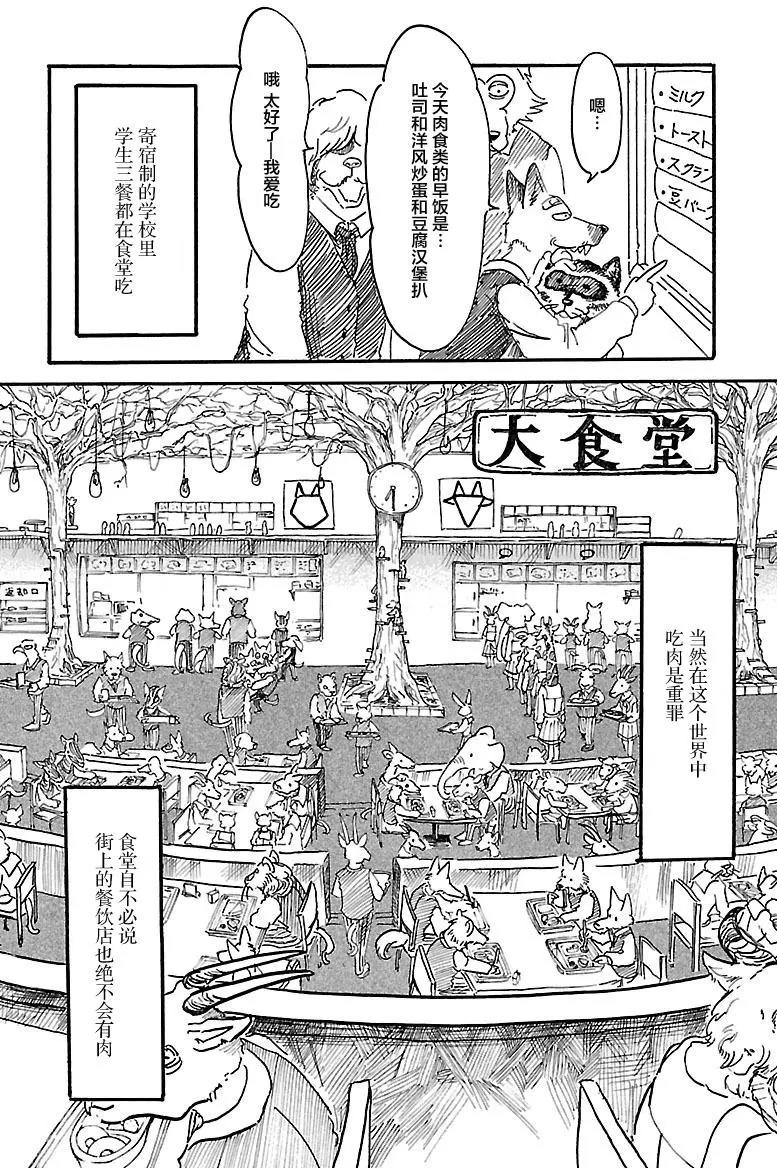 ・ミルク
・トースト
・スクラン
・豆バーグ
嗯…
今天肉食类的早饭是…
吐司和洋风炒蛋和豆腐汉堡扒
哦 太好了—我爱吃
寄宿制的学校里
学生三餐都在食堂吃
大食堂
返却口
当然在这个世界中
吃肉是重罪
食堂自不必说
街上的餐饮店也绝不会有肉